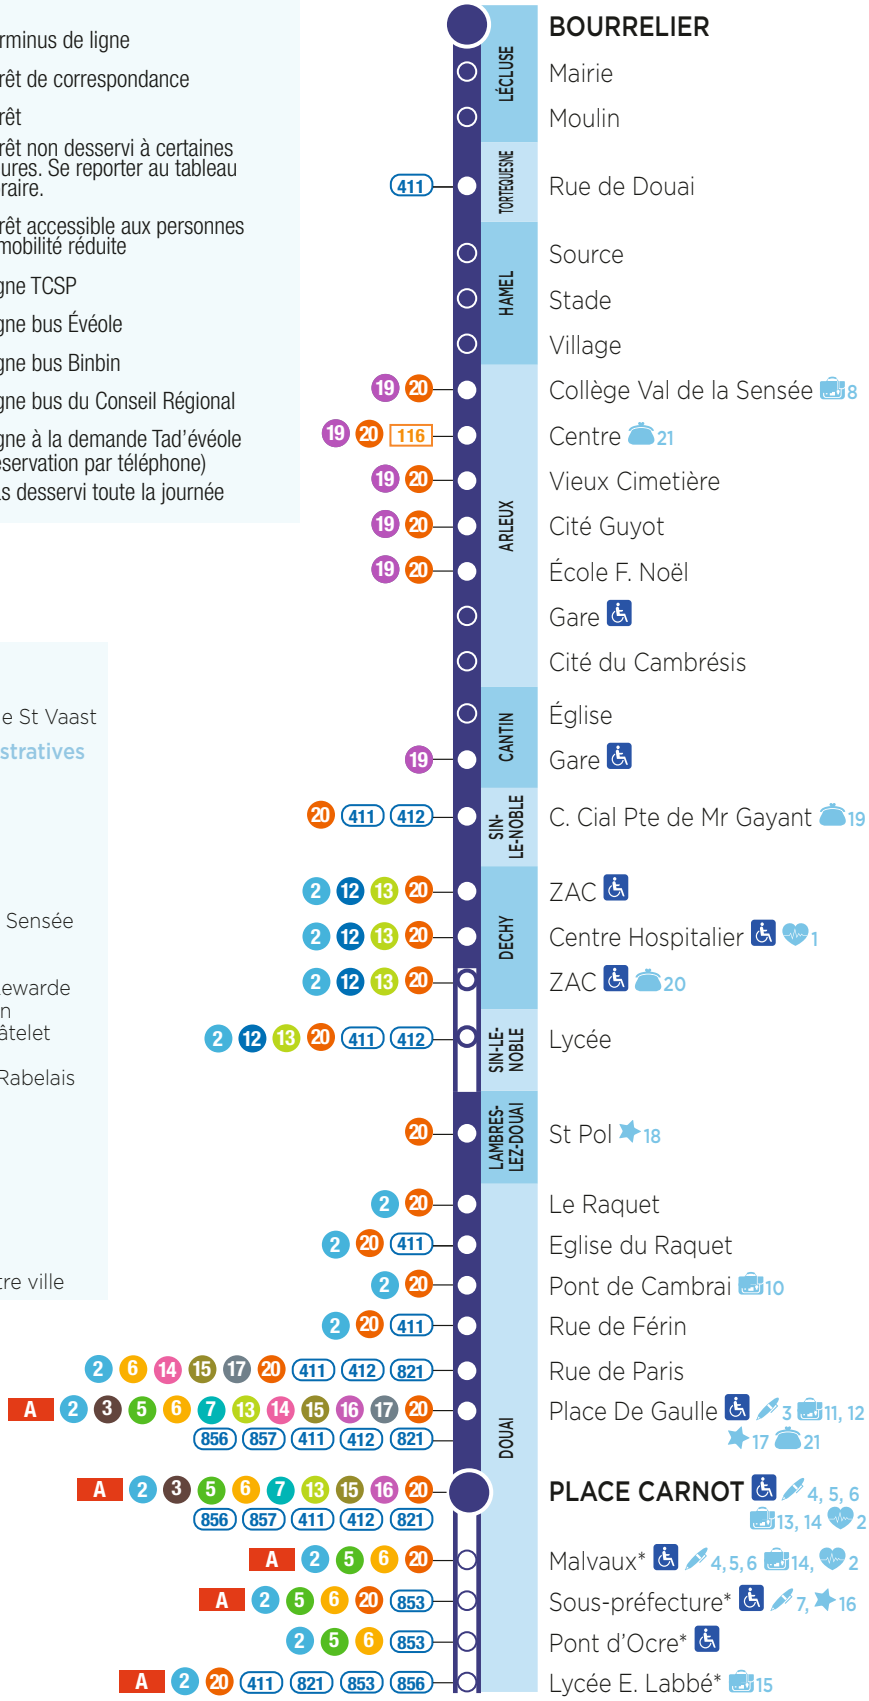 rminus de ligne
rêt de correspondance
rêt
rêt non desservi à certaines
ures. Se reporter au tableau
raire.
rêt accessible aux personnes
mobilité réduite
gne TCSP
gne bus Évéole
gne bus Binbin
gne bus du Conseil Régional
gne à la demande Tad'évéole
éservation par téléphone)
as desservi toute la journée
e St Vaast
stratives
Sensée
ewarde
n
âtelet
Rabelais
tre ville
LÉCLUSE
BOURRELIER
Mairie
Moulin
TORTEQUESNE
411 Rue de Douai
HAMEL
Source
Stade
Village
ARLEUX
19 20 Collège Val de la Sensée 8
19 20 116 Centre 21
19 20 Vieux Cimetière
19 20 Cité Guyot
19 20 École F. Noël
Gare
Cité du Cambrésis
CANTIN
Église
19 Gare
SIN-
LE-NOBLE
20 411 412 C. Cial Pte de Mr Gayant 19
DECHY
2 12 13 20 ZAC
2 12 13 20 Centre Hospitalier 1
2 12 13 20 ZAC 20
SIN-LE-
NOBLE
2 12 13 20 411 412 Lycée
LAMBRES-
LEZ-DOUAI
20 St Pol 18
DOUAI
2 20 Le Raquet
2 20 411 Eglise du Raquet
2 20 Pont de Cambrai 10
2 20 411 Rue de Férin
2 6 14 15 17 20 411 412 821 Rue de Paris
A 2 3 5 6 7 13 14 15 16 17 20 Place De Gaulle 3 11, 12
856 857 411 412 821 17 21
A 2 3 5 6 7 13 15 16 20 PLACE CARNOT 4, 5, 6
856 857 411 412 821 13, 14 2
A 2 5 6 20 Malvaux* 4,5,6 14, 2
A 2 5 6 20 853 Sous-préfecture* 7, 16
2 5 6 853 Pont d'Ocre*
A 2 20 411 821 853 856 Lycée E. Labbé* 15